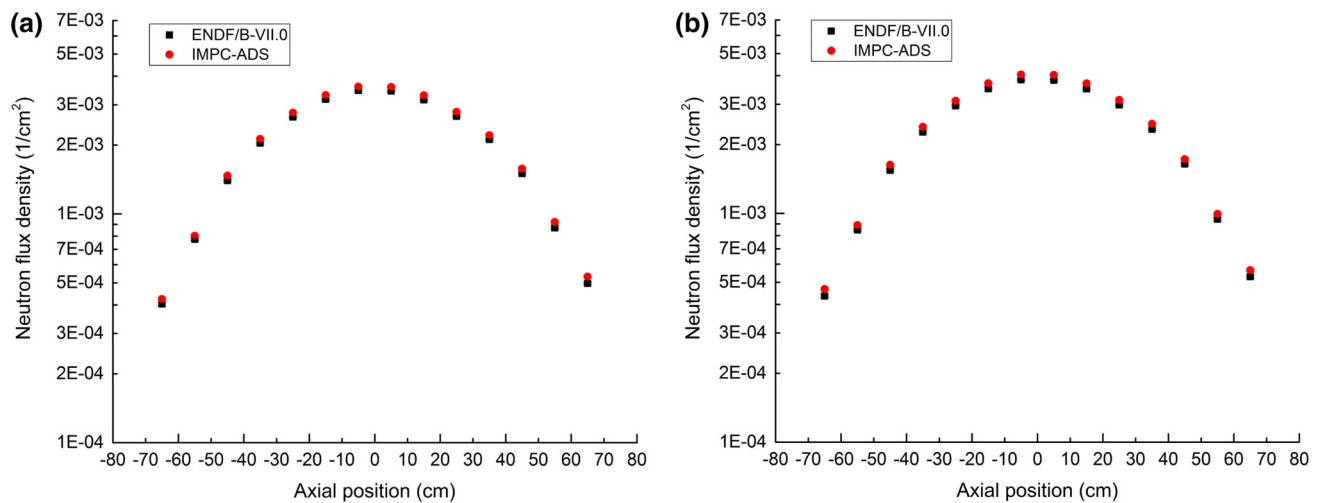 (a)
ENDF/B-VII.0
IMPC-ADS
Neutron flux density (1/cm²)
7E-03
5E-03
3E-03
2E-03
1E-03
7E-04
5E-04
3E-04
2E-04
1E-04
-80 -70 -60 -50 -40 -30 -20 -10 0 10 20 30 40 50 60 70 80
Axial position (cm)
(b)
ENDF/B-VII.0
IMPC-ADS
Neutron flux density (1/cm²)
7E-03
5E-03
3E-03
2E-03
1E-03
7E-04
5E-04
3E-04
2E-04
1E-04
-80 -70 -60 -50 -40 -30 -20 -10 0 10 20 30 40 50 60 70 80
Axial position (cm)